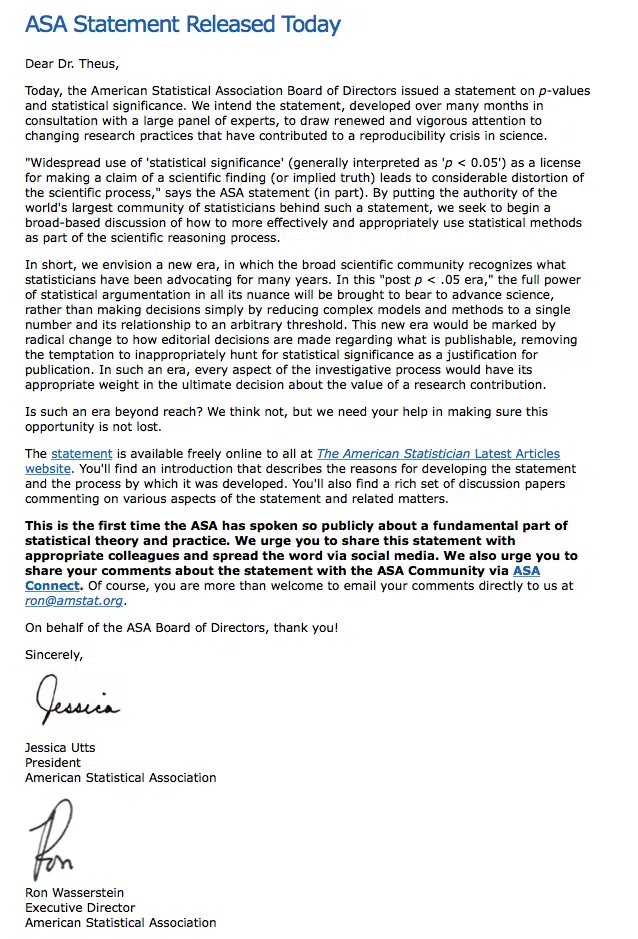 ASA Statement Released Today
Dear Dr. Theus,
Today, the American Statistical Association Board of Directors issued a statement on p-values
and statistical significance. We intend the statement, developed over many months in
consultation with a large panel of experts, to draw renewed and vigorous attention to
changing research practices that have contributed to a reproducibility crisis in science.
"Widespread use of 'statistical significance' (generally interpreted as 'p < 0.05') as a license
for making a claim of a scientific finding (or implied truth) leads to considerable distortion of
the scientific process," says the ASA statement (in part). By putting the authority of the
world's largest community of statisticians behind such a statement, we seek to begin a
broad-based discussion of how to more effectively and appropriately use statistical methods
as part of the scientific reasoning process.
In short, we envision a new era, in which the broad scientific community recognizes what
statisticians have been advocating for many years. In this "post p < .05 era," the full power
of statistical argumentation in all its nuance will be brought to bear to advance science,
rather than making decisions simply by reducing complex models and methods to a single
number and its relationship to an arbitrary threshold. This new era would be marked by
radical change to how editorial decisions are made regarding what is publishable, removing
the temptation to inappropriately hunt for statistical significance as a justification for
publication. In such an era, every aspect of the investigative process would have its
appropriate weight in the ultimate decision about the value of a research contribution.
Is such an era beyond reach? We think not, but we need your help in making sure this
opportunity is not lost.
The statement is available freely online to all at The American Statistician Latest Articles
website. You'll find an introduction that describes the reasons for developing the statement
and the process by which it was developed. You'll also find a rich set of discussion papers
commenting on various aspects of the statement and related matters.
This is the first time the ASA has spoken so publicly about a fundamental part of
statistical theory and practice. We urge you to share this statement with
appropriate colleagues and spread the word via social media. We also urge you to
share your comments about the statement with the ASA Community via ASA
Connect. Of course, you are more than welcome to email your comments directly to us at
ron@amstat.org.
On behalf of the ASA Board of Directors, thank you!
Sincerely,
Jessica
Jessica Utts
President
American Statistical Association
Ron
Ron Wasserstein
Executive Director
American Statistical Association